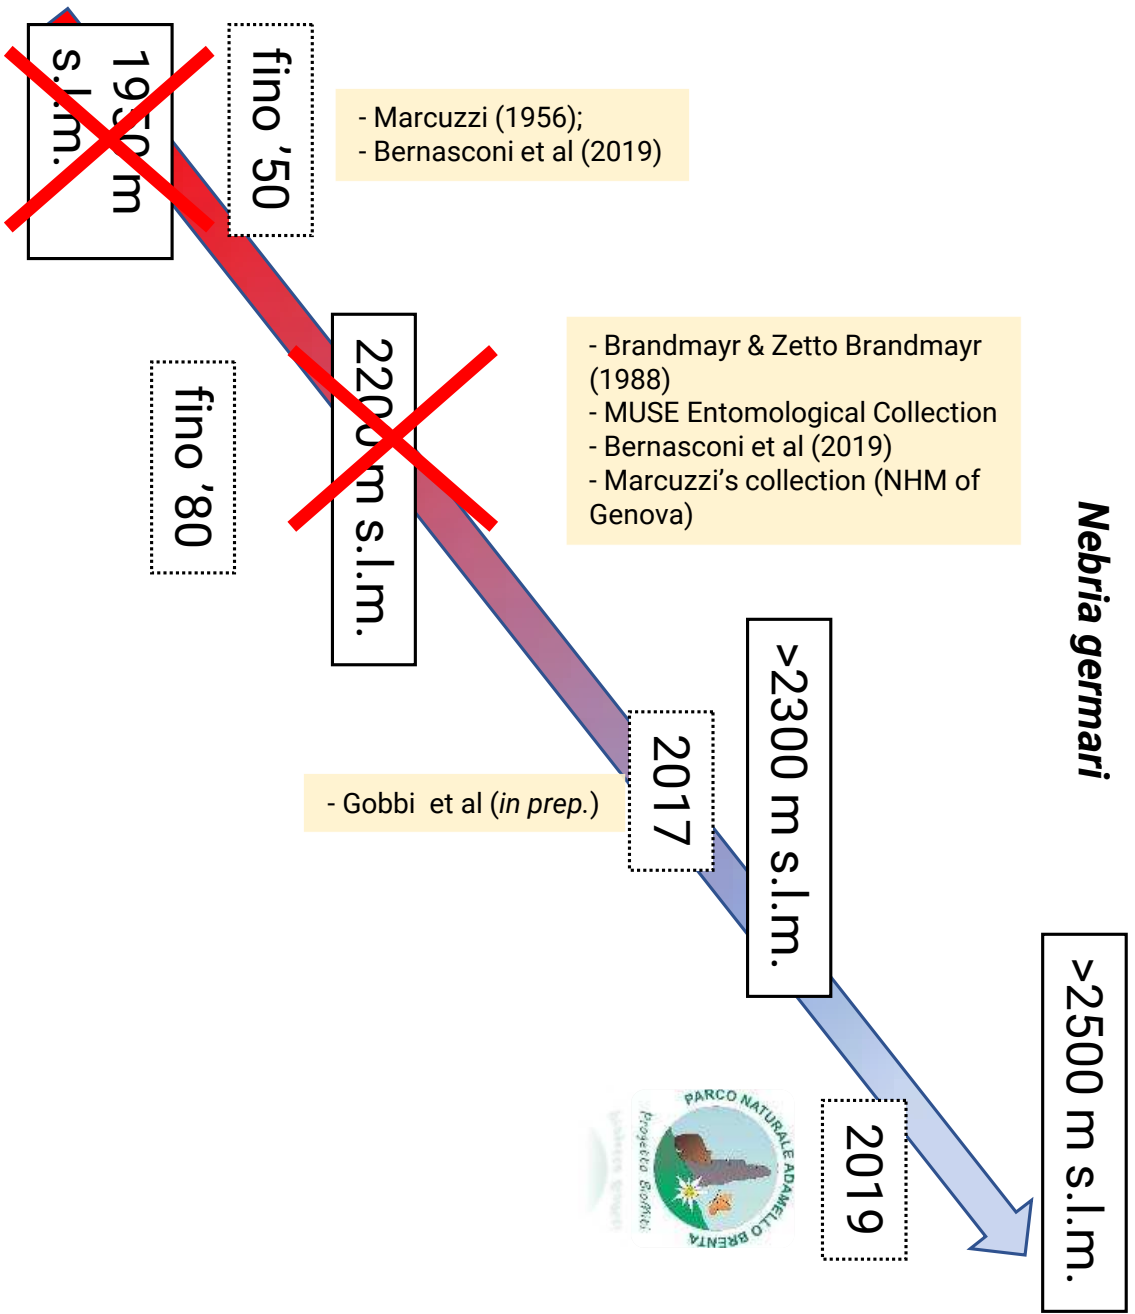 Nebria germari
>2500 m s.l.m.
2019
>2300 m s.l.m.
2017
- Gobbi et al (in prep.)
2200 m s.l.m.
fino '80
- Brandmayr & Zetto Brandmayr
(1988)
- MUSE Entomological Collection
- Bernasconi et al (2019)
- Marcuzzi’s collection (NHM of
Genova)
1950 m
s.l.m.
fino '50
- Marcuzzi (1956);
- Bernasconi et al (2019)
PARCO NATURALE ADAMELLO BRENTA
Progetto BioMiti